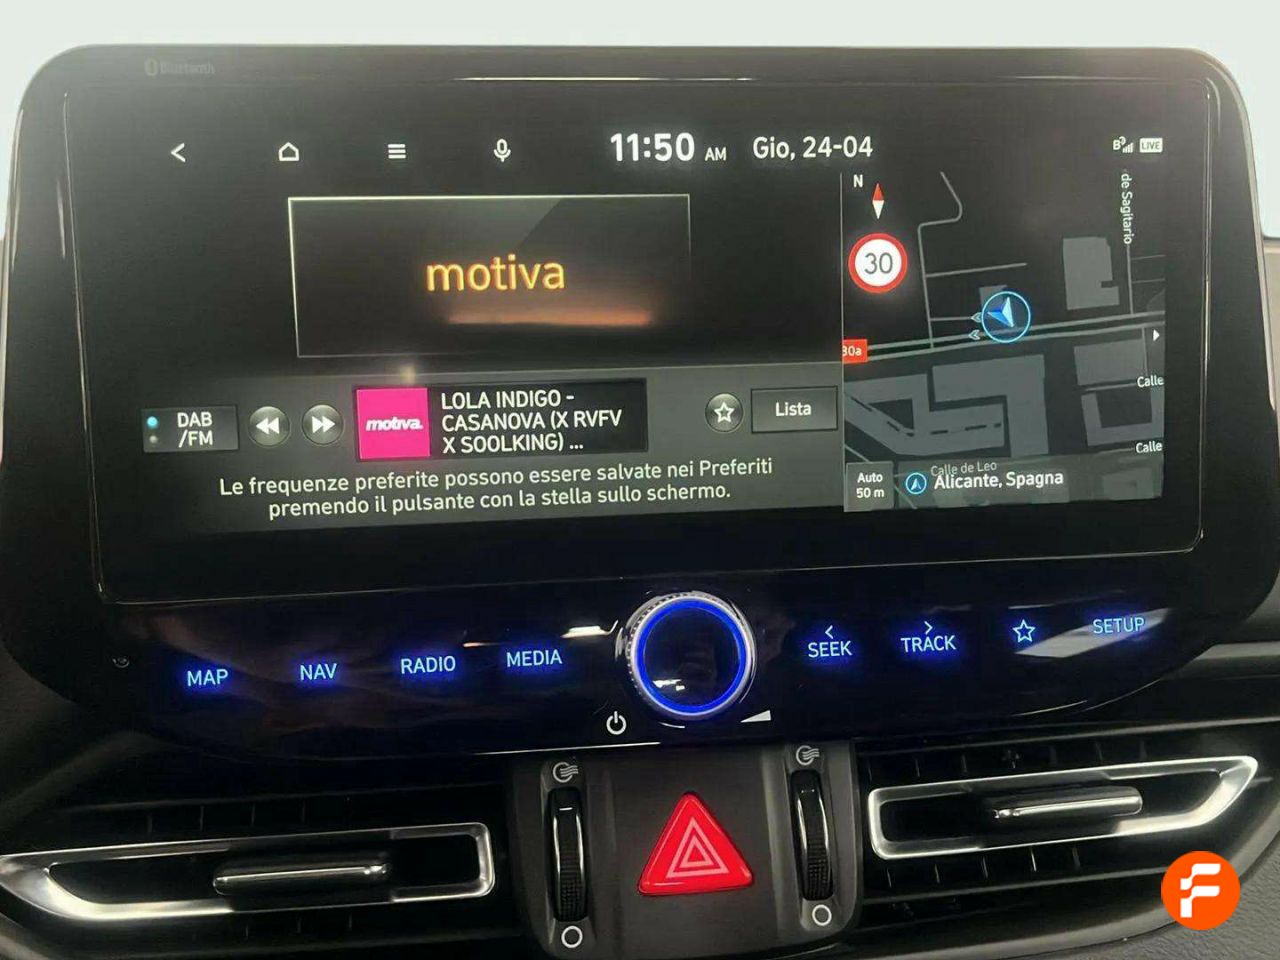 Bluetooth
11:50 AM Gio, 24-04
LIVE
motiva
DAB
/FM
motiva.
LOLA INDIGO -
CASANOVA (X RVFV
X SOOLKING) ...
Lista
Le frequenze preferite possono essere salvate nei Preferiti
premendo il pulsante con la stella sullo schermo.
N
30
30a
de Sagitario
Calle
Calle
Calle de Leo
Auto
50 m
Alicante, Spagna
MAP
NAV
RADIO
MEDIA
SEEK
TRACK
SETUP